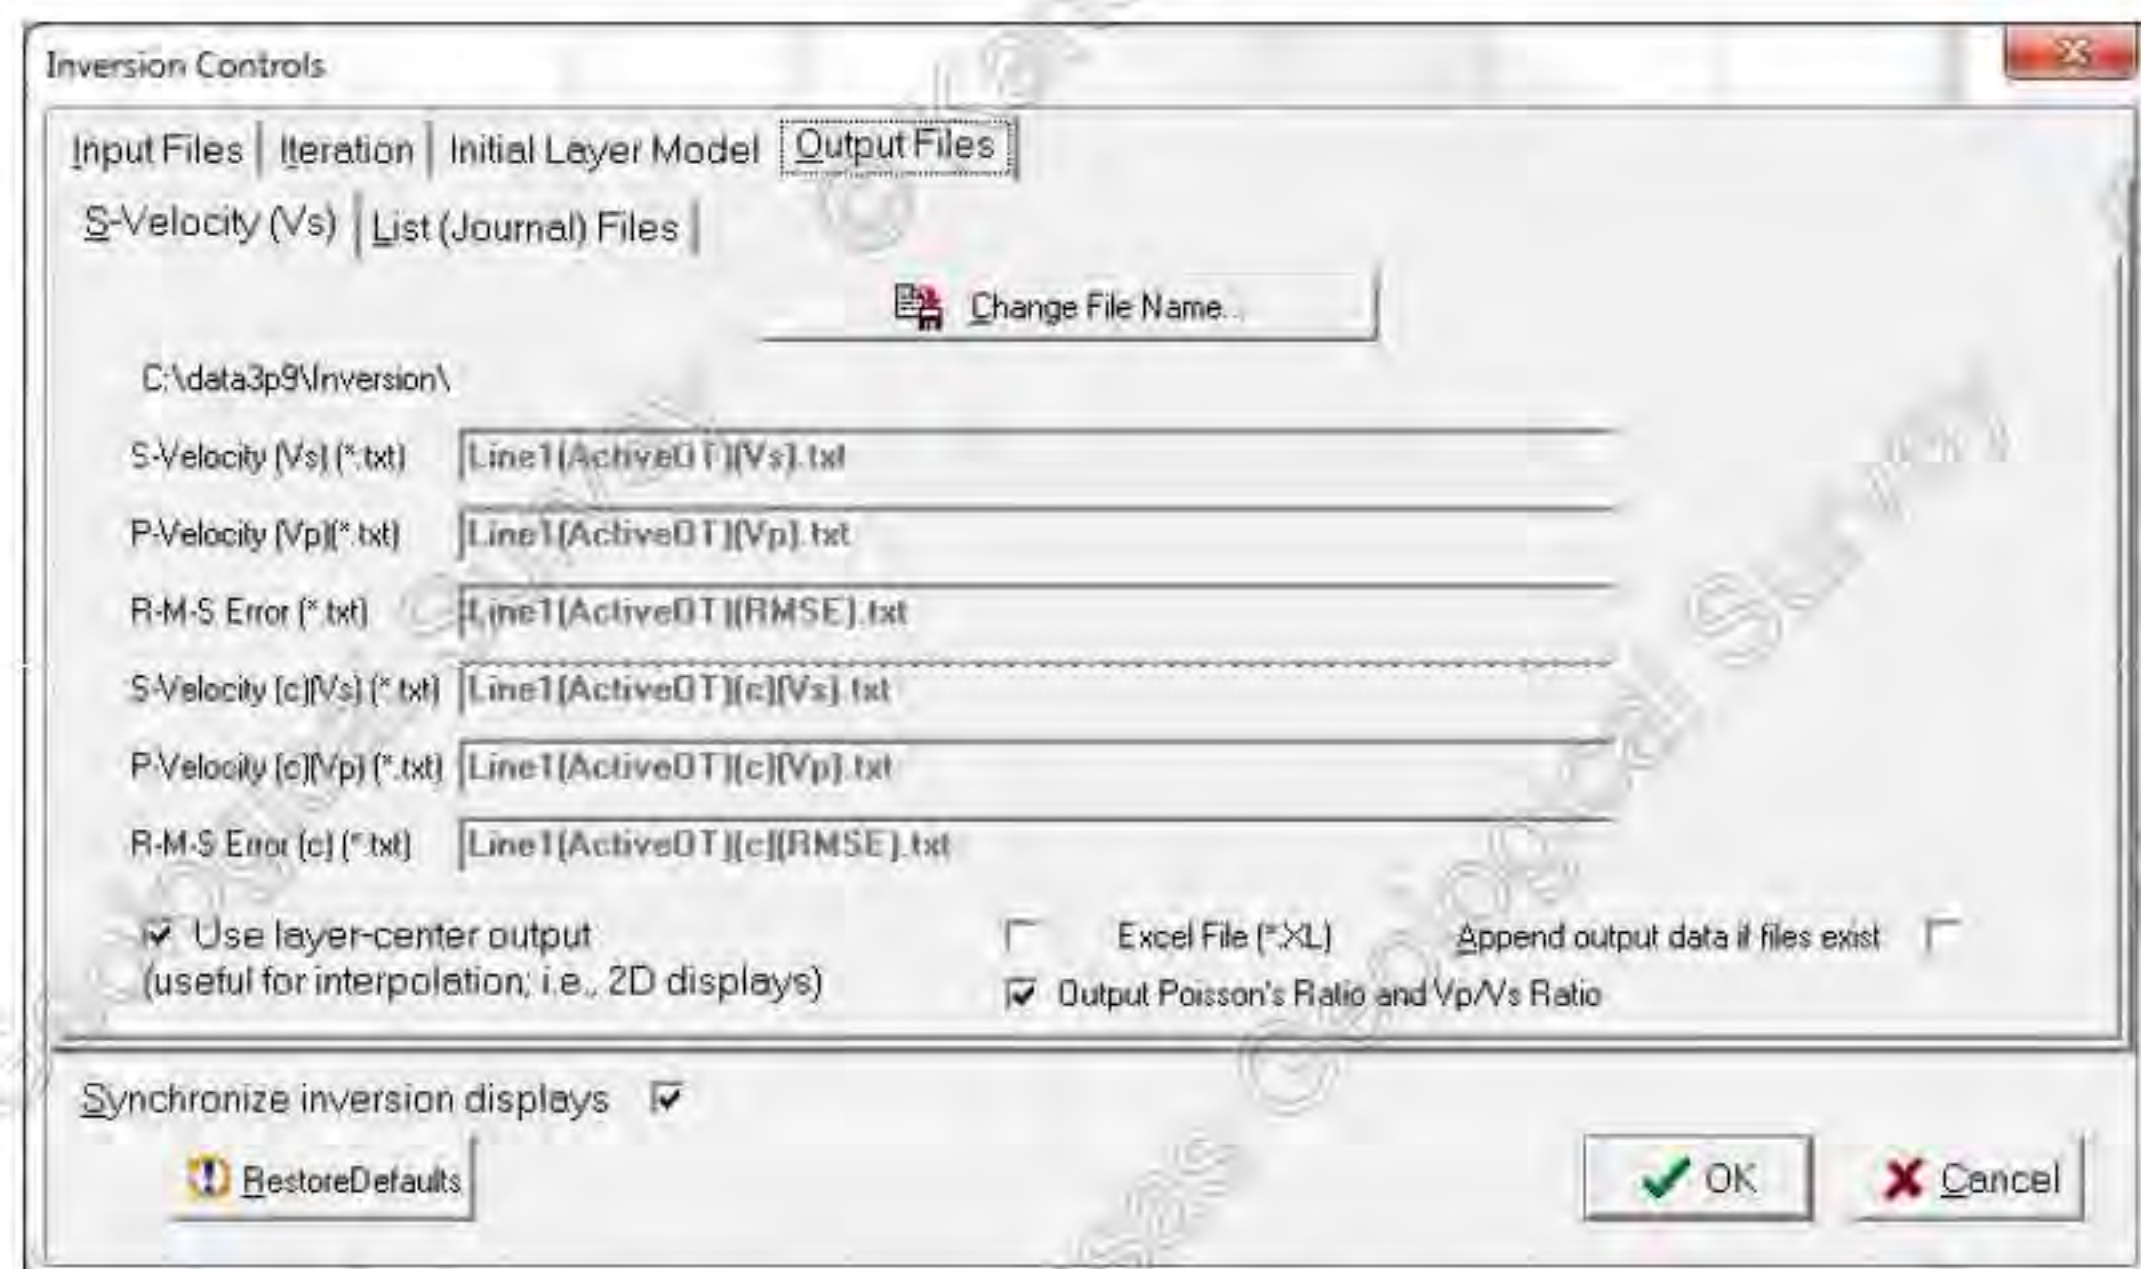 Inversion Controls
Input Files Iteration Initial Layer Model Output Files
S-Velocity (Vs) List (Journal) Files
Change File Name...
C:\data3p9\Inversion\
S-Velocity (Vs) (*.txt) Line1(ActiveOT)(Vs).txt
P-Velocity (Vp)(*.txt) Line1(ActiveOT)(Vp).txt
R-M-S Error (*.txt) Line1(ActiveOT)(RMSE).txt
S-Velocity (c)(Vs) (*.txt) Line1(ActiveOT)(c)(Vs).txt
P-Velocity (c)(Vp) (*.txt) Line1(ActiveOT)(c)(Vp).txt
R-M-S Error (c) (*.txt) Line1(ActiveOT)(c)(RMSE).txt
Use layer-center output Excel File (*.XL) Append output data if files exist
(useful for interpolation; i.e., 2D displays) Output Poisson's Ratio and Vp/Vs Ratio
Synchronize inversion displays
RestoreDefaults OK Cancel
Geological Survey